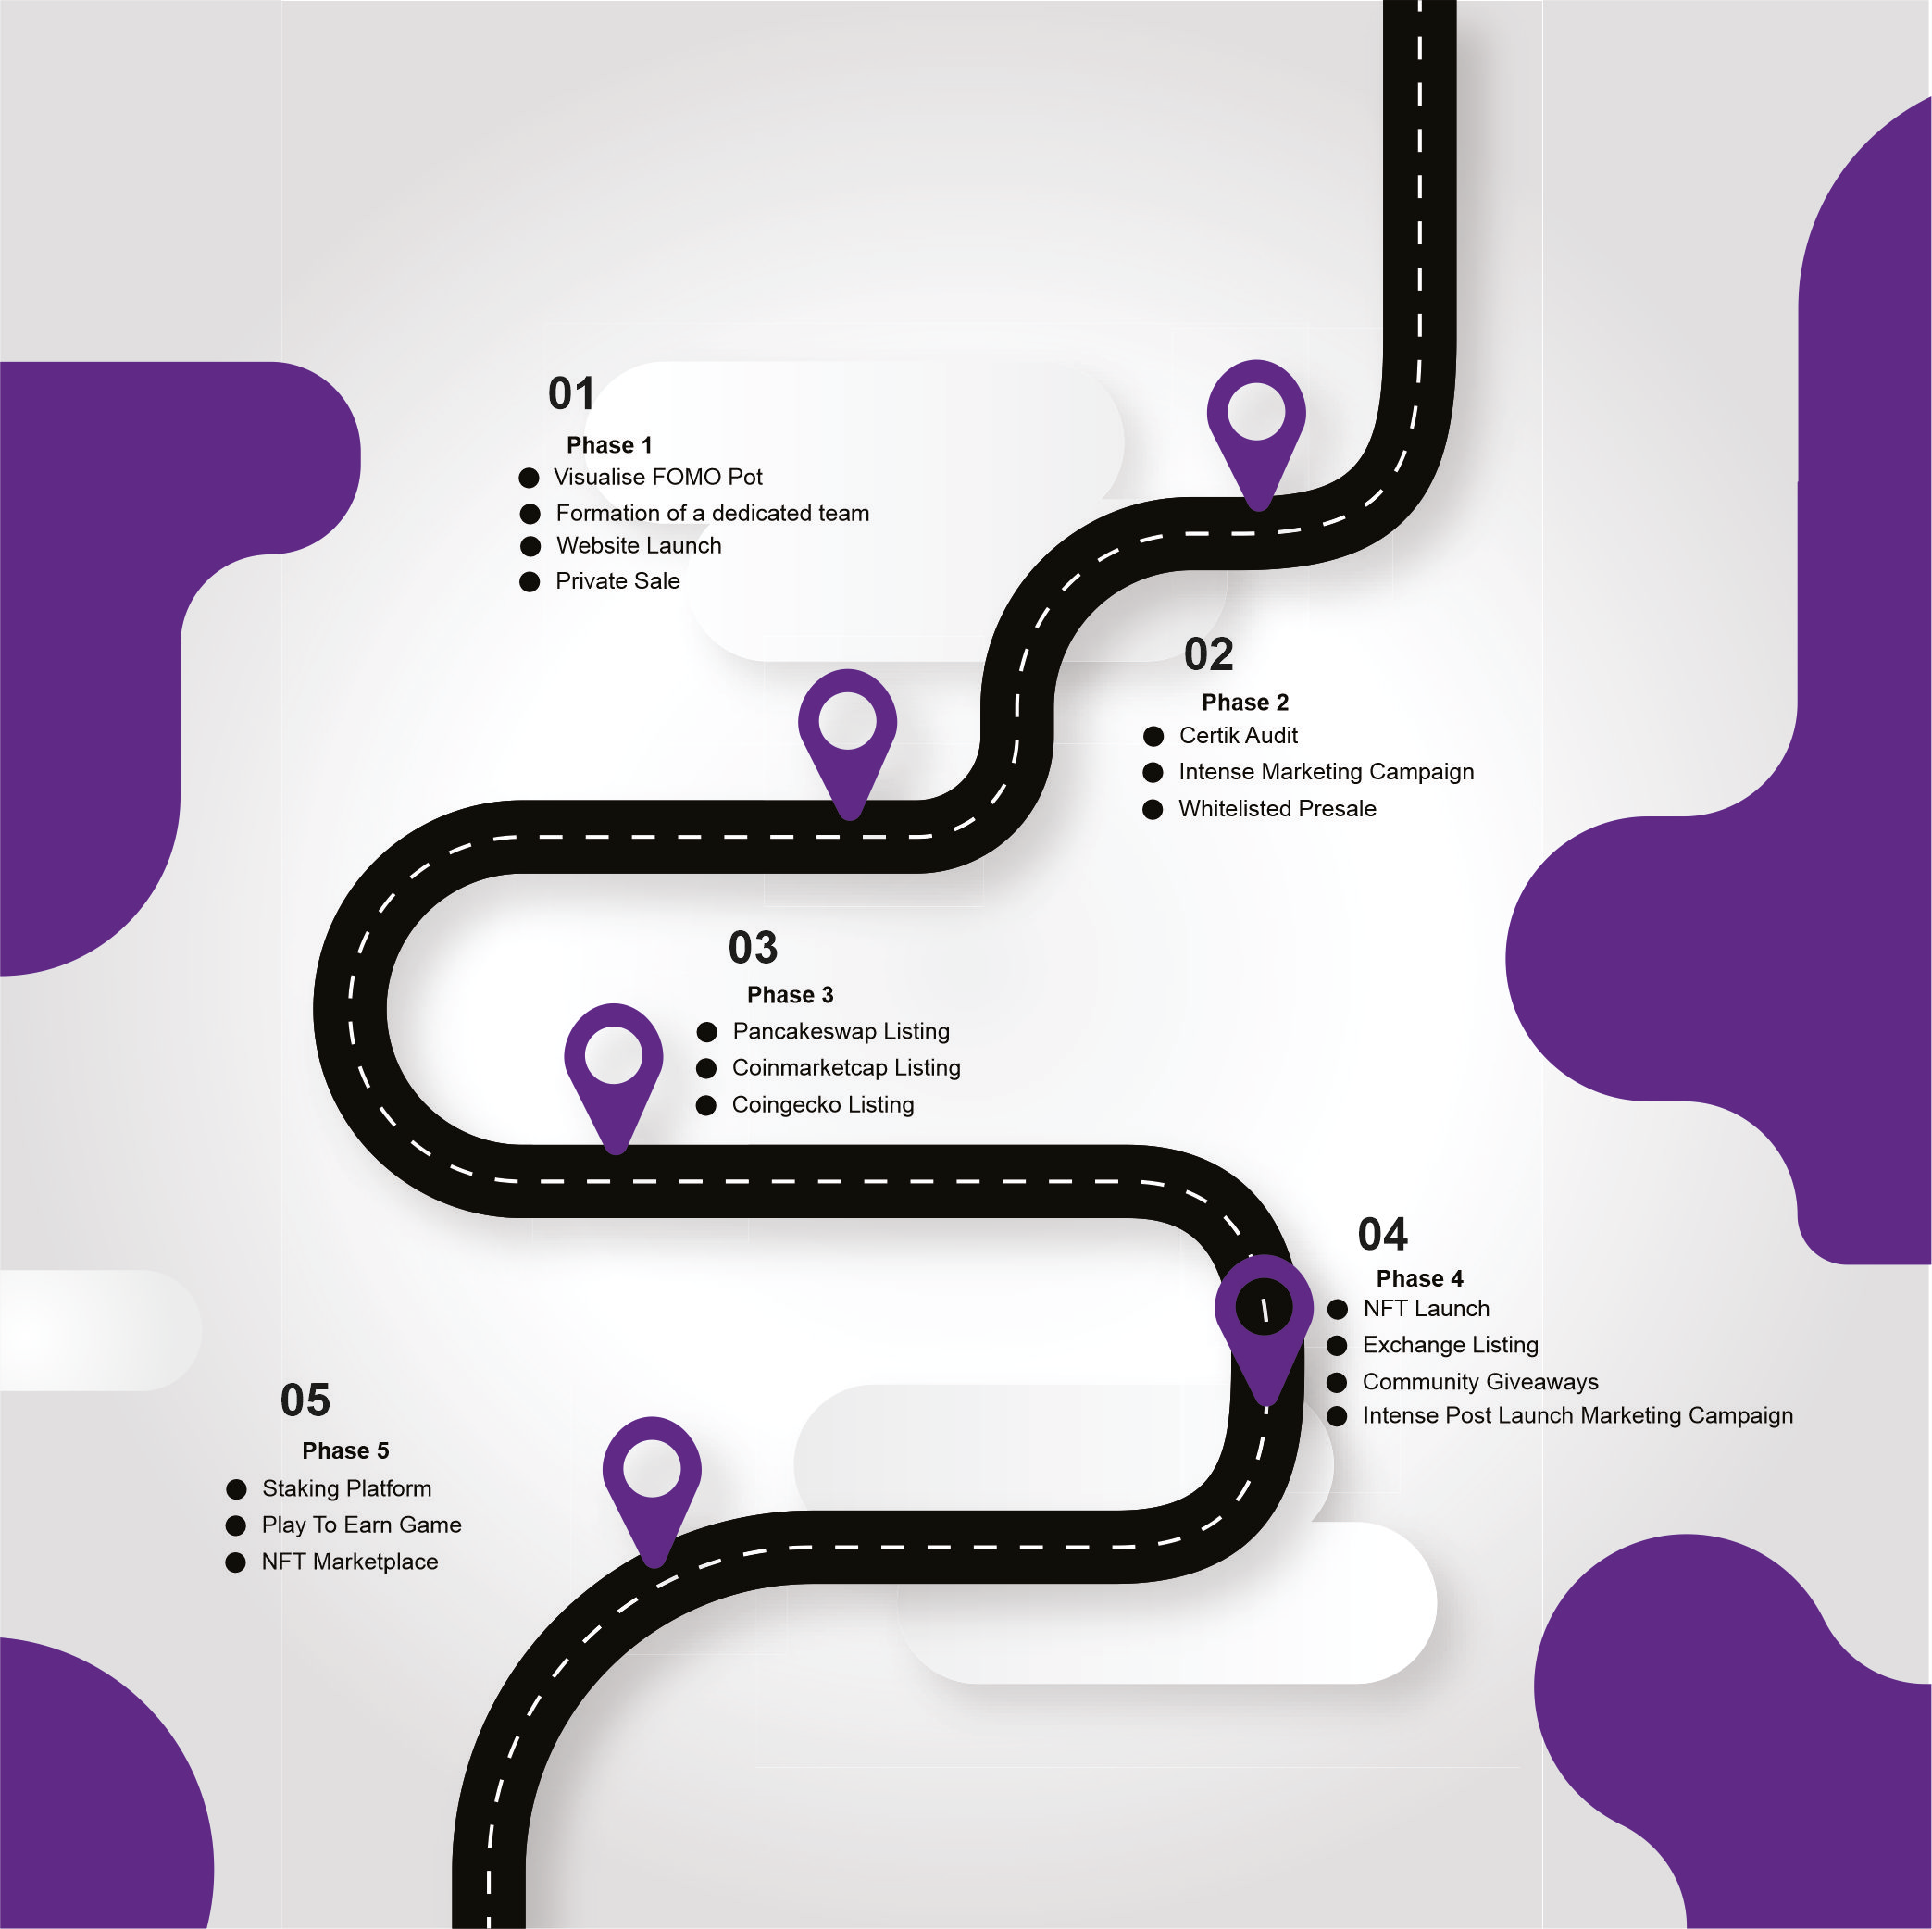 01
Phase 1
Visualise FOMO Pot
Formation of a dedicated team
Website Launch
Private Sale
02
Phase 2
Certik Audit
Intense Marketing Campaign
Whitelisted Presale
03
Phase 3
Pancakeswap Listing
Coinmarketcap Listing
Coingecko Listing
04
Phase 4
NFT Launch
Exchange Listing
Community Giveaways
Intense Post Launch Marketing Campaign
05
Phase 5
Staking Platform
Play To Earn Game
NFT Marketplace